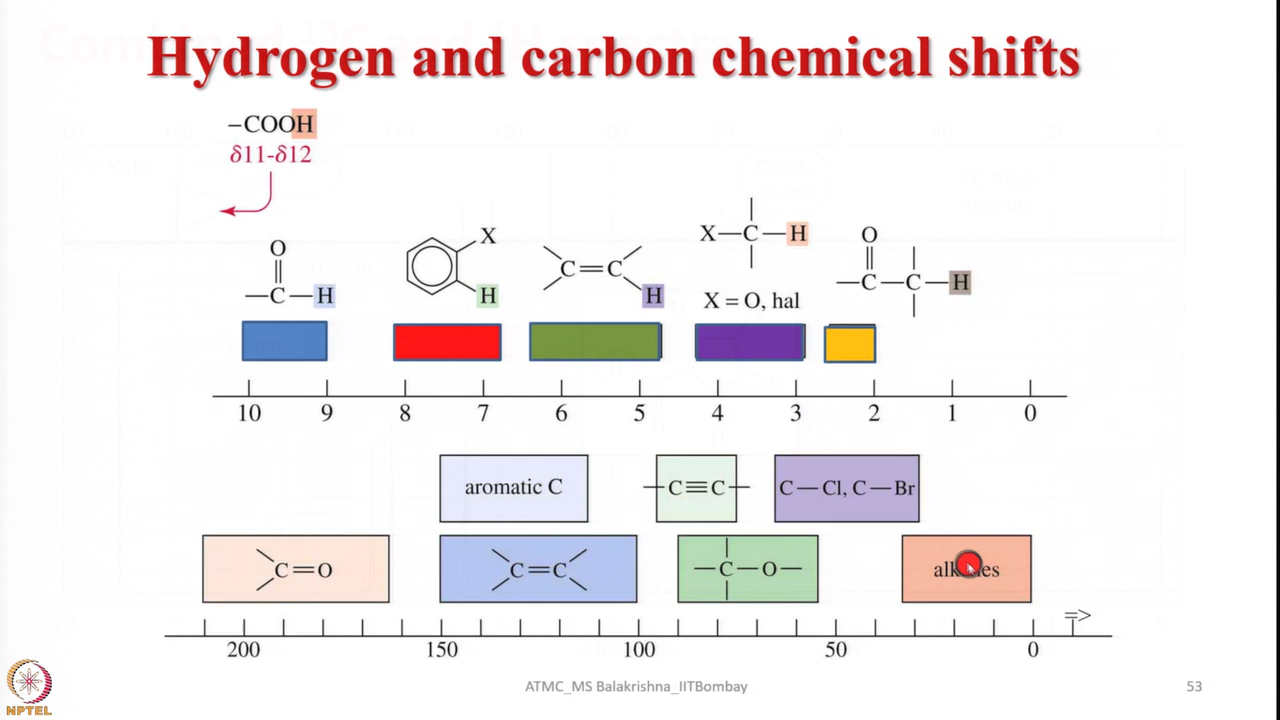 Hydrogen and carbon chemical shifts
–COOH
δ11-δ12
O
–C–H
X
H
C=C
H
X–C–H
X = O, hal
O
–C–C–H
10 9 8 7 6 5 4 3 2 1 0
aromatic C
–C≡C–
C–Cl, C–Br
C=O
C=C
–C–O–
=>
200 150 100 50 0
ATMC_MS Balakrishna_IITBombay
53
NPTEL